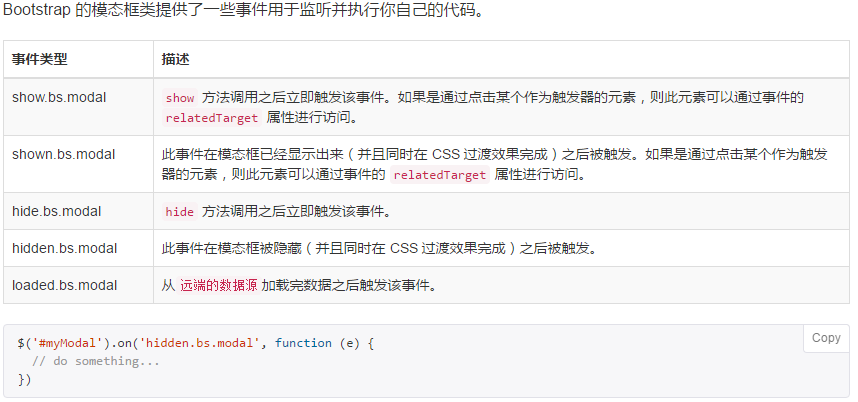 Bootstrap 的模态框类提供了一些事件用于监听并执行你自己的代码。
事件类型 描述
show.bs.modal show 方法调用之后立即触发该事件。如果是通过点击某个作为触发器的元素，则此元素可以通过事件的
relatedTarget 属性进行访问。
shown.bs.modal 此事件在模态框已经显示出来（并且同时在 CSS 过渡效果完成）之后被触发。如果是通过点击某个作为触发
器的元素，则此元素可以通过事件的 relatedTarget 属性进行访问。
hide.bs.modal hide 方法调用之后立即触发该事件。
hidden.bs.modal 此事件在模态框被隐藏（并且同时在 CSS 过渡效果完成）之后被触发。
loaded.bs.modal 从 远端的数据源 加载完数据之后触发该事件。
Copy
$('#myModal').on('hidden.bs.modal', function (e) {
// do something...
})